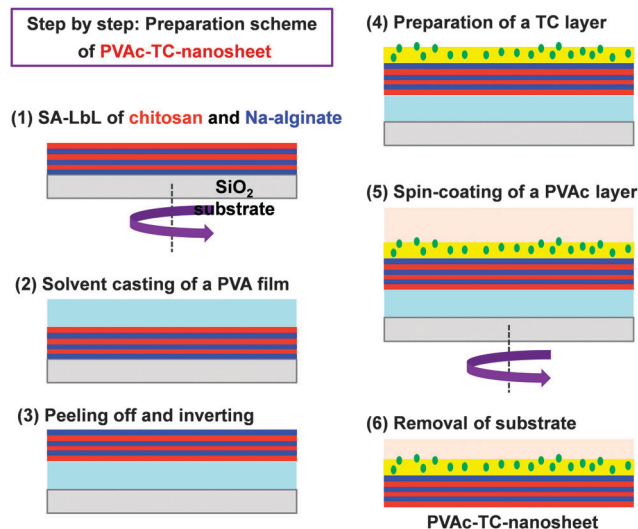 Step by step: Preparation scheme
of PVAc-TC-nanosheet
(1) SA-LbL of chitosan and Na-alginate
SiO₂
substrate
(2) Solvent casting of a PVA film
(3) Peeling off and inverting
(4) Preparation of a TC layer
(5) Spin-coating of a PVAc layer
(6) Removal of substrate
PVAc-TC-nanosheet